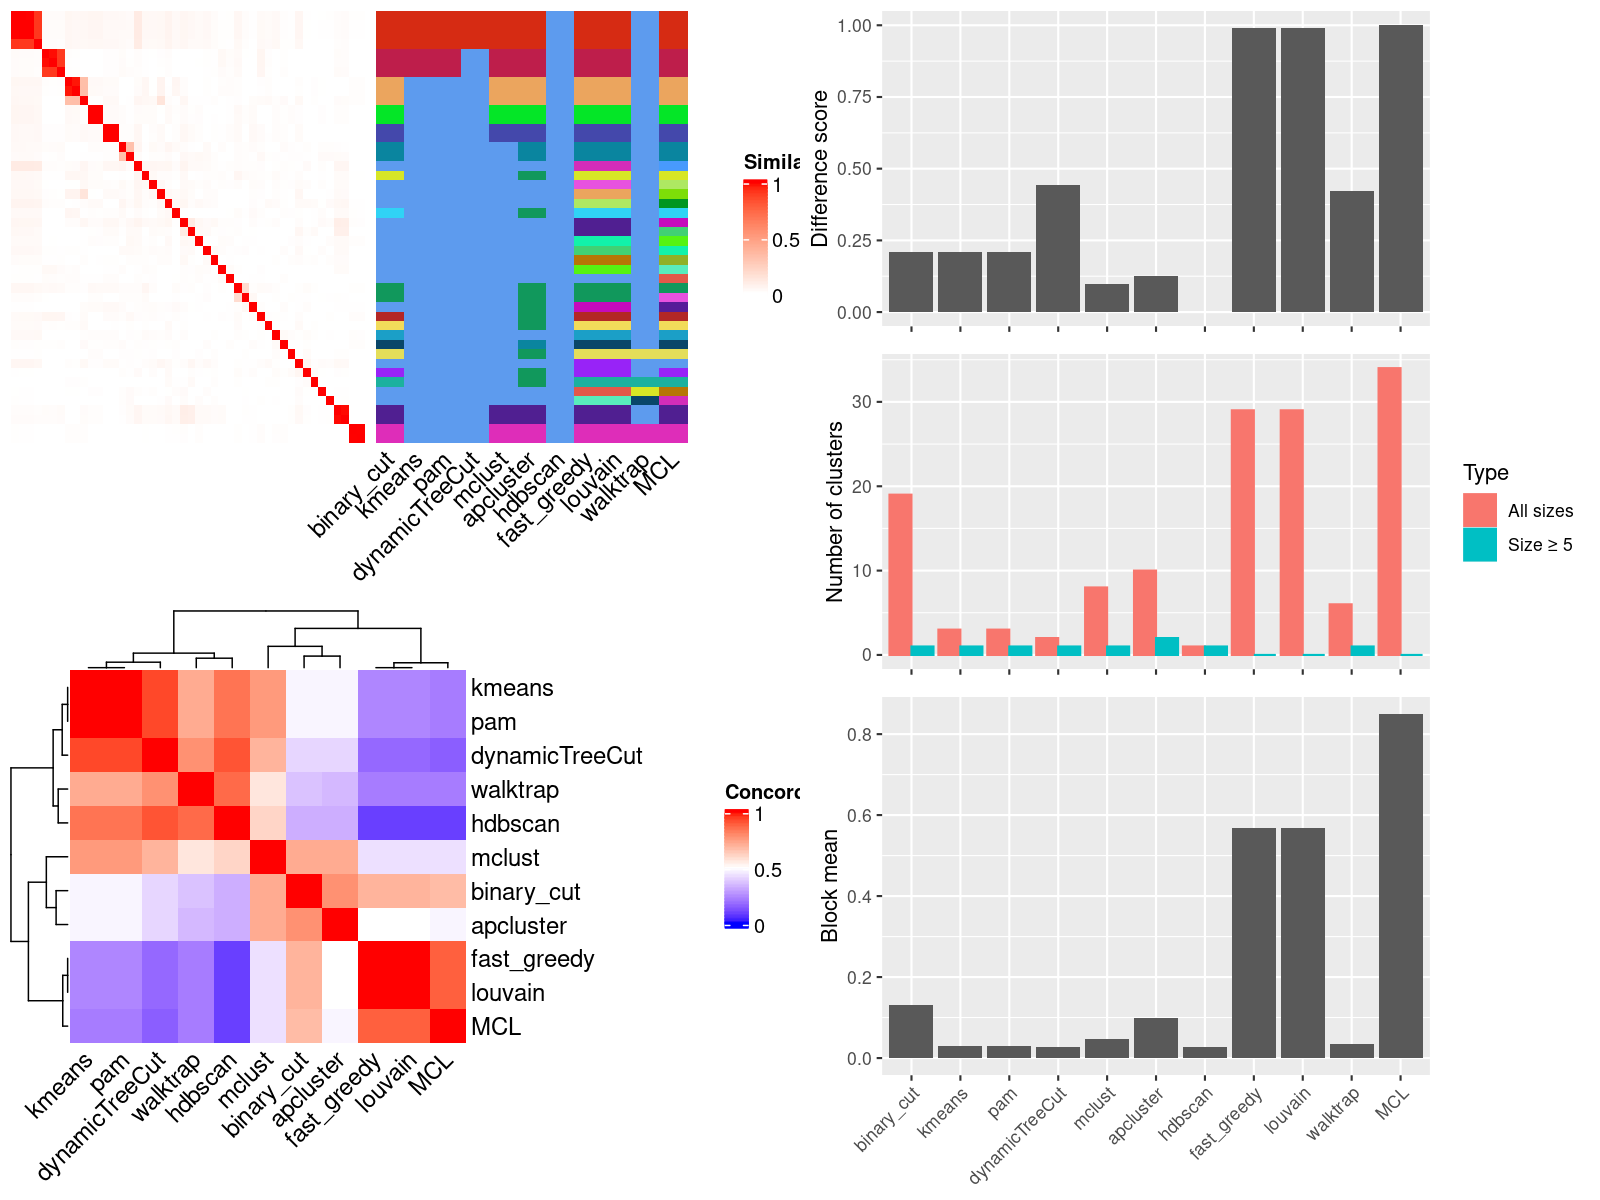 Simila
1
0.5
0
binary_cut
kmeans
pam
dynamicTreeCut
mclust
apcluster
hdbscan
fast_greedy
louvain
walktrap
MCL
kmeans
pam
dynamicTreeCut
walktrap
hdbscan
mclust
binary_cut
apcluster
fast_greedy
louvain
MCL
Concord
1
0.5
0
kmeans
pam
dynamicTreeCut
walktrap
hdbscan
mclust
binary_cut
apcluster
fast_greedy
louvain
MCL
Difference score
1.00
0.75
0.50
0.25
0.00
Number of clusters
30
20
10
0
Type
All sizes
Size ≥ 5
Block mean
0.8
0.6
0.4
0.2
0.0
binary_cut
kmeans
pam
dynamicTreeCut
mclust
apcluster
hdbscan
fast_greedy
louvain
walktrap
MCL